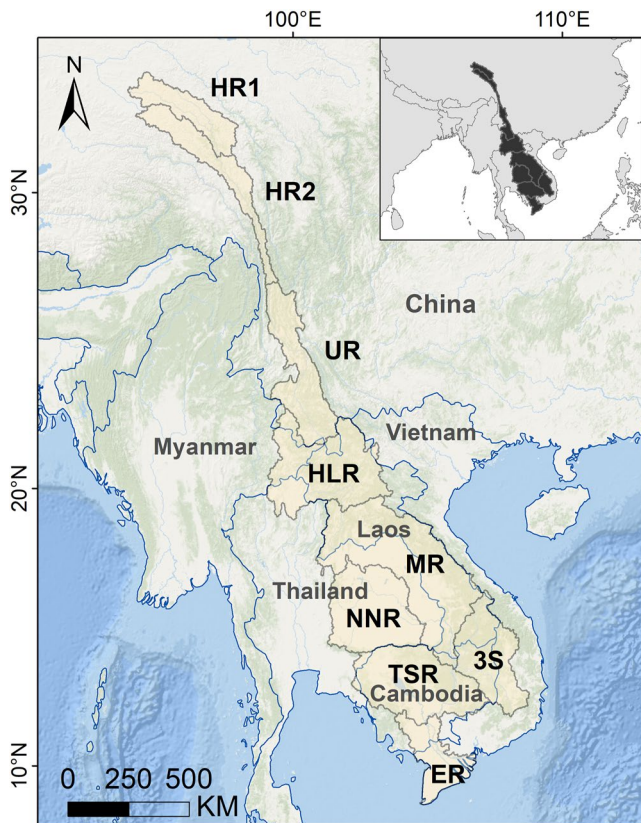 100°E
110°E
N
HR1
30°N
HR2
China
UR
Myanmar
Vietnam
HLR
20°N
Laos
MR
Thailand
NNR
3S
TSR
Cambodia
10°N
ER
0 250 500
KM